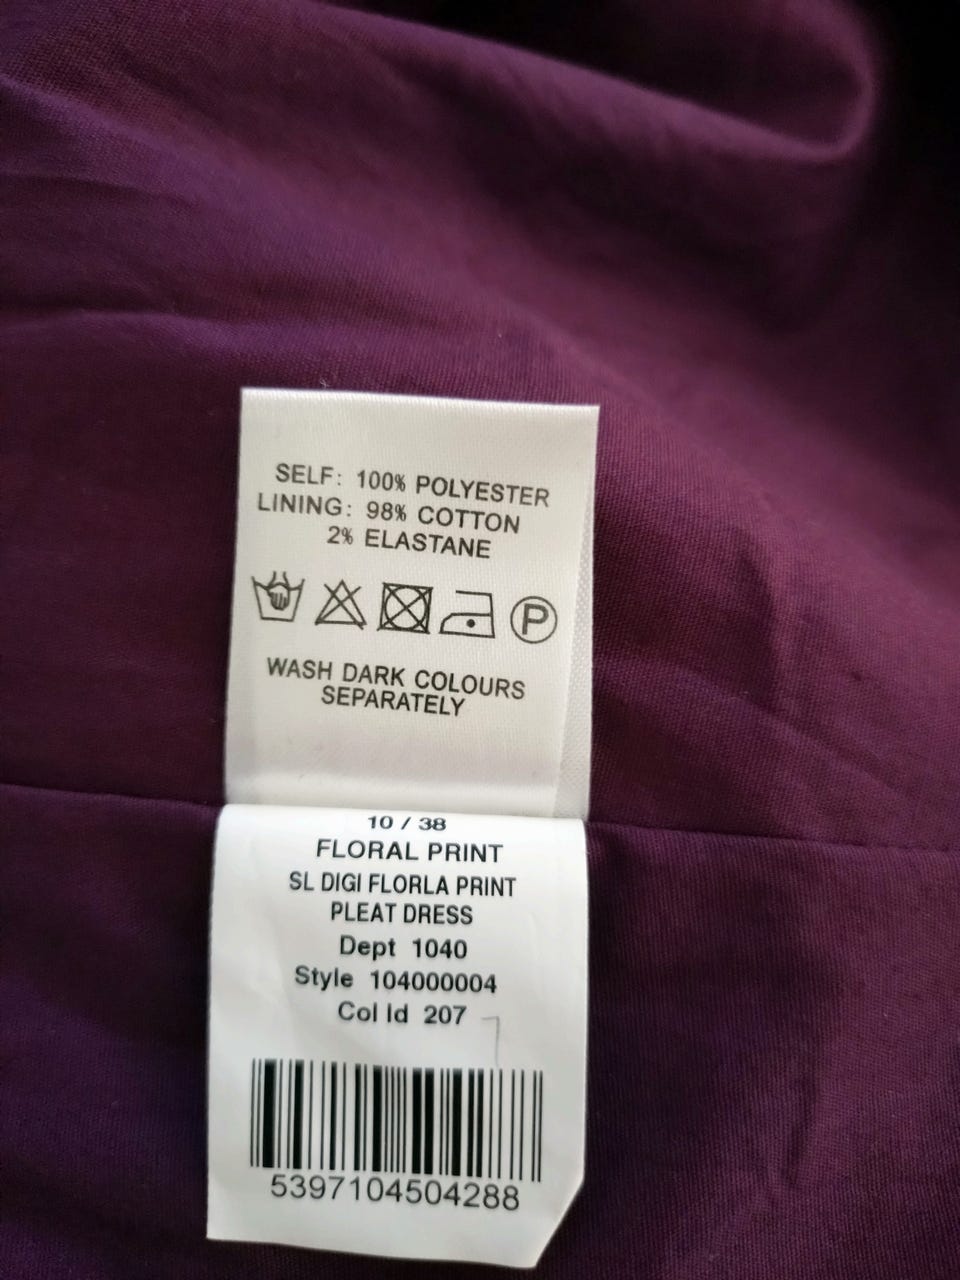 SELF: 100% POLYESTER
LINING: 98% COTTON
2% ELASTANE
P
WASH DARK COLOURS
SEPARATELY
10 / 38
FLORAL PRINT
SL DIGI FLORLA PRINT
PLEAT DRESS
Dept 1040
Style 104000004
Col Id 207
5397104504288